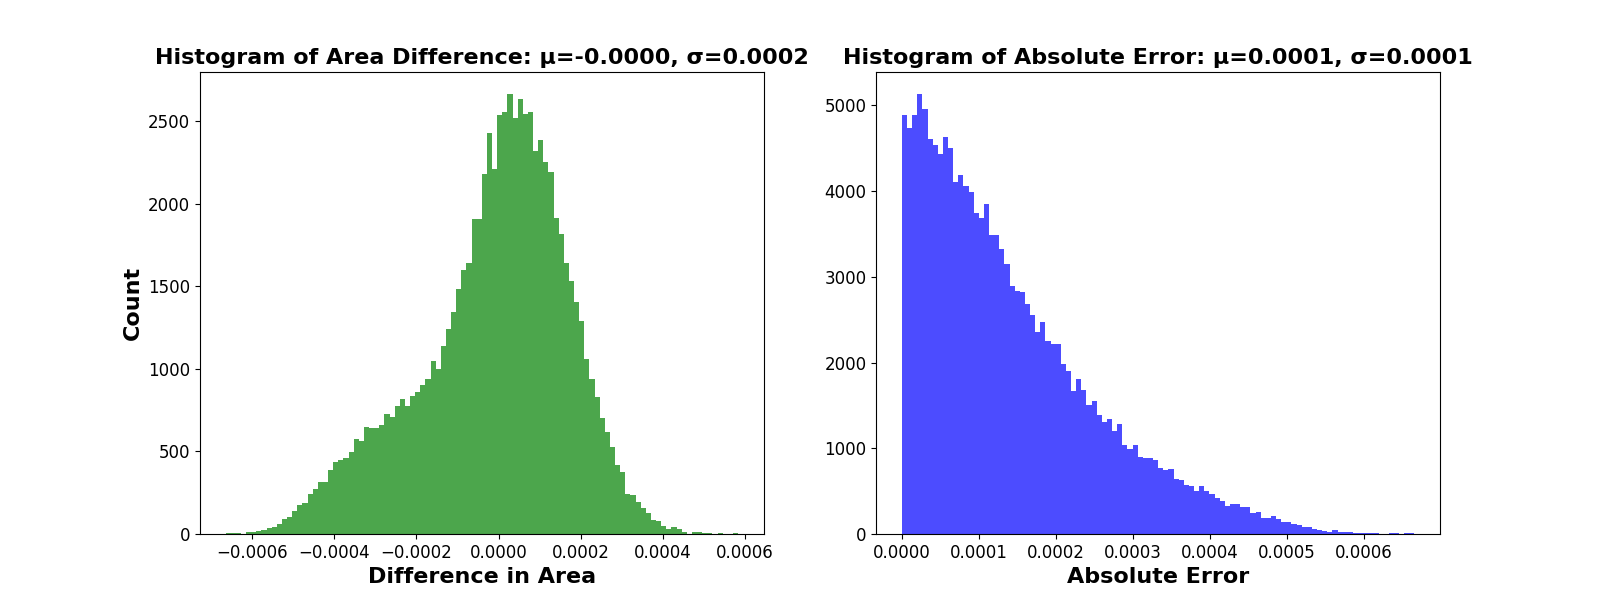 Histogram of Area Difference: μ=-0.0000, σ=0.0002
Count
2500
2000
1500
1000
500
0
−0.0006 −0.0004 −0.0002 0.0000 0.0002 0.0004 0.0006
Difference in Area
Histogram of Absolute Error: μ=0.0001, σ=0.0001
5000
4000
3000
2000
1000
0
0.0000 0.0001 0.0002 0.0003 0.0004 0.0005 0.0006
Absolute Error